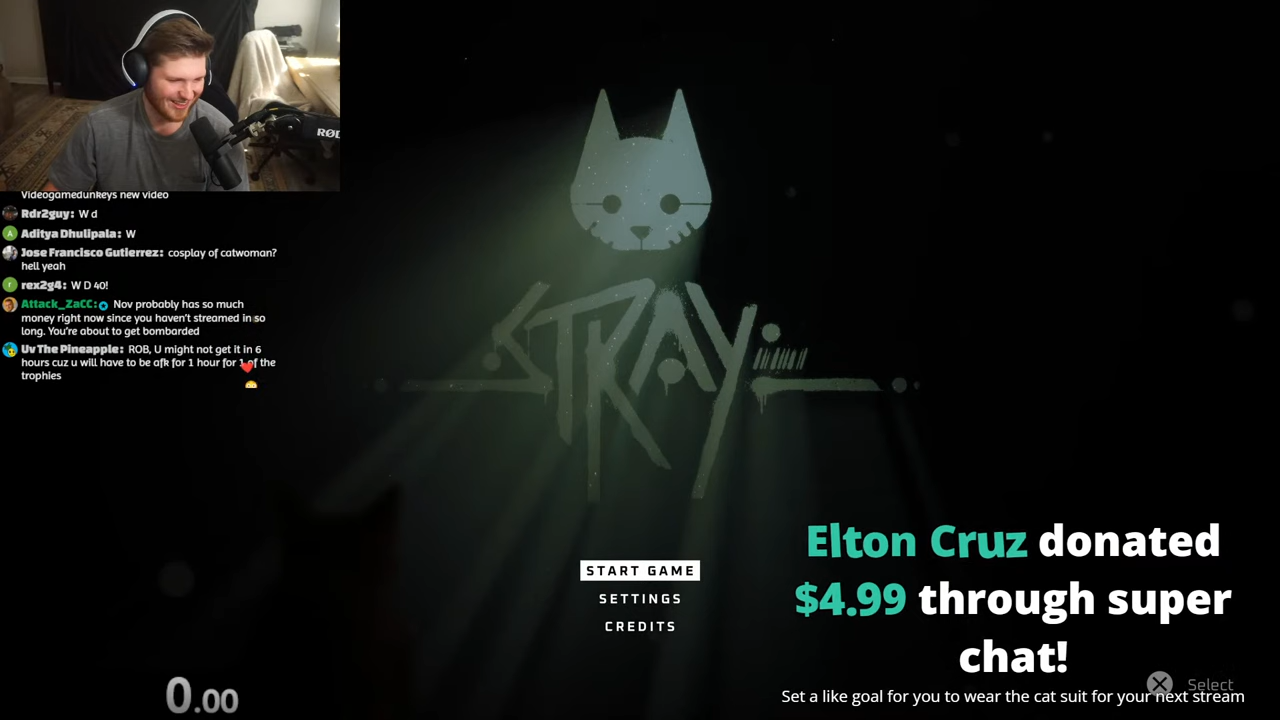 RØD
Videogamedunkeys new video
Rdr2guy: W d
A Aditya Dhulipala: W
Jose Francisco Gutierrez: cosplay of catwoman?
hell yeah
r rex2g4: W D 40!
Attack_ZaCC: Nov probably has so much
money right now since you haven't streamed in so
long. You're about to get bombarded
Uv The Pineapple: ROB, U might not get it in 6
hours cuz u will have to be afk for 1 hour for 1 of the
trophies
STRAY
START GAME
SETTINGS
CREDITS
Elton Cruz donated
$4.99 through super
chat!
Select
Set a like goal for you to wear the cat suit for your next stream
0.00